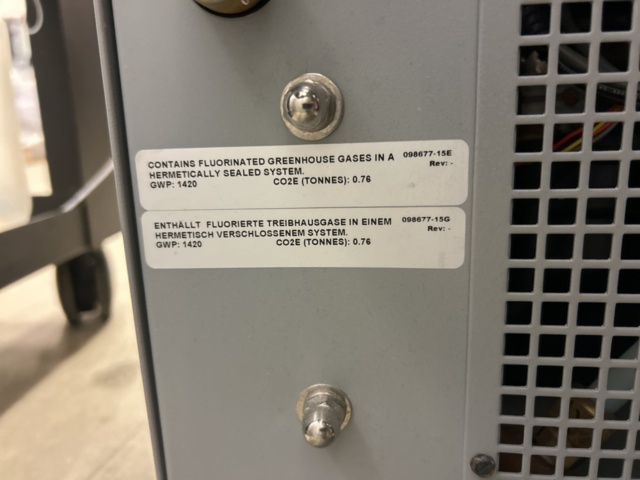 CONTAINS FLUORINATED GREENHOUSE GASES IN A 098677-15E
HERMETICALLY SEALED SYSTEM. Rev: -
GWP: 1420 CO2E (TONNES): 0.76
ENTHÄLLT FLUORIERTE TREIBHAUSGASE IN EINEM 098677-15G
HERMETISCH VERSCHLOSSENEM SYSTEM. Rev: -
GWP: 1420 CO2E (TONNES): 0.76